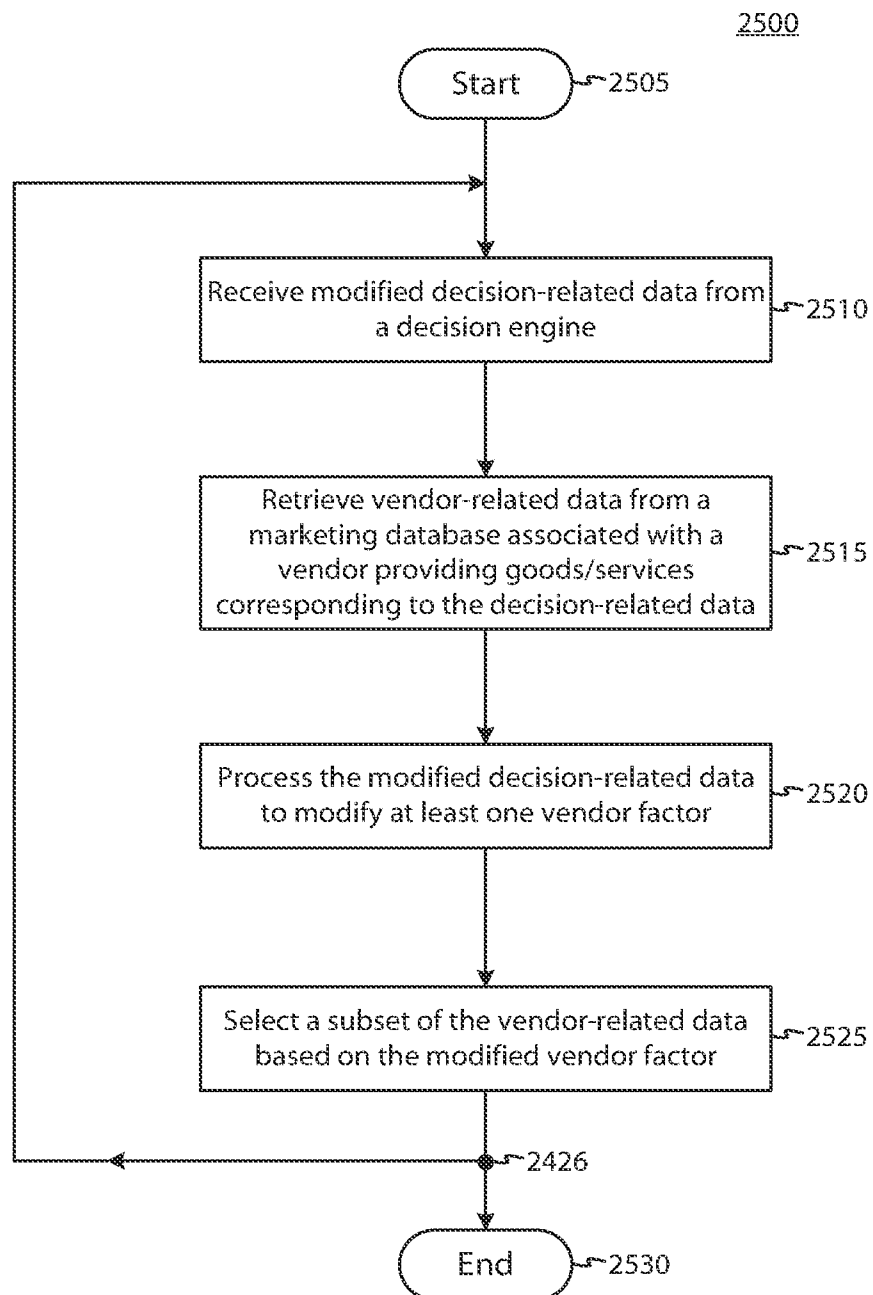 2500
Start
2505
Receive modified decision-related data from
a decision engine
2510
Retrieve vendor-related data from a
marketing database associated with a
vendor providing goods/services
corresponding to the decision-related data
2515
Process the modified decision-related data
to modify at least one vendor factor
2520
Select a subset of the vendor-related data
based on the modified vendor factor
2525
2426
End
2530